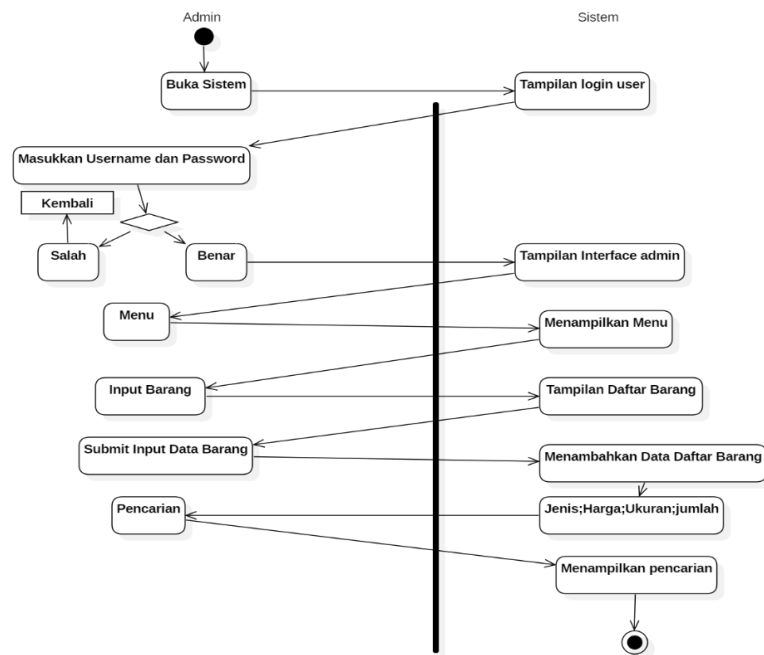 Admin
Sistem
Buka Sistem
Tampilan login user
Masukkan Username dan Password
Kembali
Salah
Benar
Tampilan Interface admin
Menu
Menampilkan Menu
Input Barang
Tampilan Daftar Barang
Submit Input Data Barang
Menambahkan Data Daftar Barang
Pencarian
Jenis;Harga;Ukuran;jumlah
Menampilkan pencarian